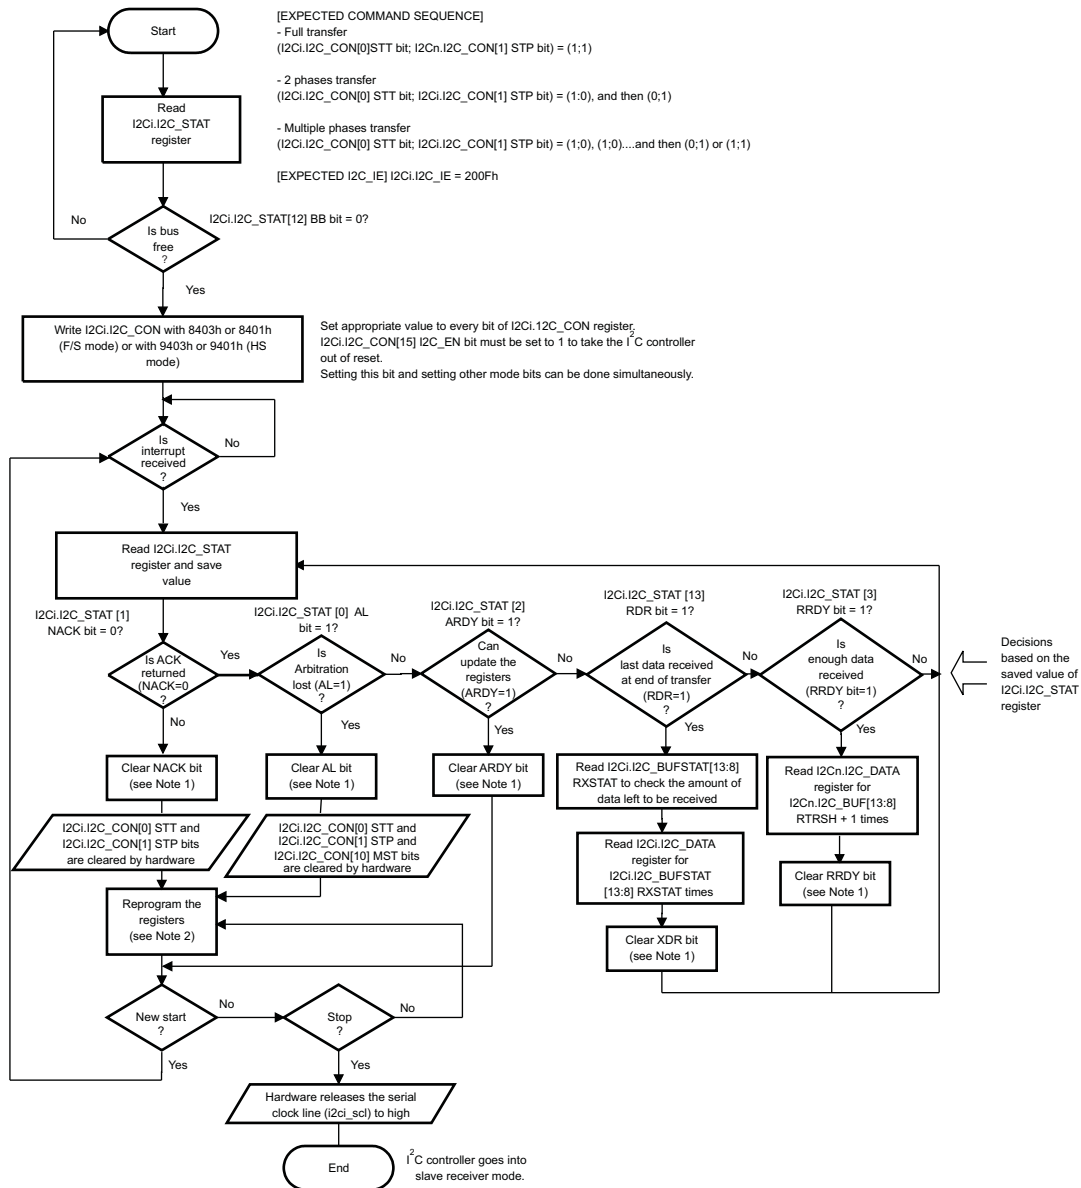 Start
[EXPECTED COMMAND SEQUENCE]
- Full transfer
(I2Ci.I2C_CON[0]STT bit; I2Cn.I2C_CON[1] STP bit) = (1;1)
- 2 phases transfer
(I2Ci.I2C_CON[0] STT bit; I2Ci.I2C_CON[1] STP bit) = (1:0), and then (0;1)
- Multiple phases transfer
(I2Ci.I2C_CON[0] STT bit; I2Ci.I2C_CON[1] STP bit) = (1;0), (1;0)....and then (0;1) or (1;1)
[EXPECTED I2C_IE] I2Ci.I2C_IE = 200Fh
Read
I2Ci.I2C_STAT
register
No
I2Ci.I2C_STAT[12] BB bit = 0?
Is bus
free
?
Yes
Write I2Ci.I2C_CON with 8403h or 8401h
(F/S mode) or with 9403h or 9401h (HS
mode)
Set appropriate value to every bit of I2Ci.12C_CON register.
I2Ci.I2C_CON[15] I2C_EN bit must be set to 1 to take the I2C controller
out of reset.
Setting this bit and setting other mode bits can be done simultaneously.
Is
interrupt
received
?
No
Yes
Read I2Ci.I2C_STAT
register and save
value
I2Ci.I2C_STAT [1]
NACK bit = 0?
I2Ci.I2C_STAT [0] AL
bit = 1?
I2Ci.I2C_STAT [2]
ARDY bit = 1?
I2Ci.I2C_STAT [13]
RDR bit = 1?
I2Ci.I2C_STAT [3]
RRDY bit = 1?
Is ACK
returned
(NACK=0
?
Yes
No
Is
Arbitration
lost (AL=1)
?
No
Yes
Can
update the
registers
(ARDY=1)
?
No
Yes
Is
last data received
at end of transfer
(RDR=1)
?
No
Yes
Is
enough data
received
(RRDY bit=1)
?
No
Yes
Decisions
based on the
saved value of
I2Ci.I2C_STAT
register
Clear NACK bit
(see Note 1)
Clear AL bit
(see Note 1)
Clear ARDY bit
(see Note 1)
Read I2Ci.I2C_BUFSTAT[13:8]
RXSTAT to check the amount of
data left to be received
Read I2Cn.I2C_DATA
register for
I2Cn.I2C_BUF[13:8]
RTRSH + 1 times
I2Ci.I2C_CON[0] STT and
I2Ci.I2C_CON[1] STP bits
are cleared by hardware
I2Ci.I2C_CON[0] STT and
I2Ci.I2C_CON[1] STP and
I2Ci.I2C_CON[10] MST bits
are cleared by hardware
Read I2Ci.I2C_DATA
register for
I2Ci.I2C_BUFSTAT
[13:8] RXSTAT times
Clear RRDY bit
(see Note 1)
Reprogram the
registers
(see Note 2)
Clear XDR bit
(see Note 1)
New start
?
No
Yes
Stop
?
No
Yes
Hardware releases the serial
clock line (i2ci_scl) to high
End
I2C controller goes into
slave receiver mode.